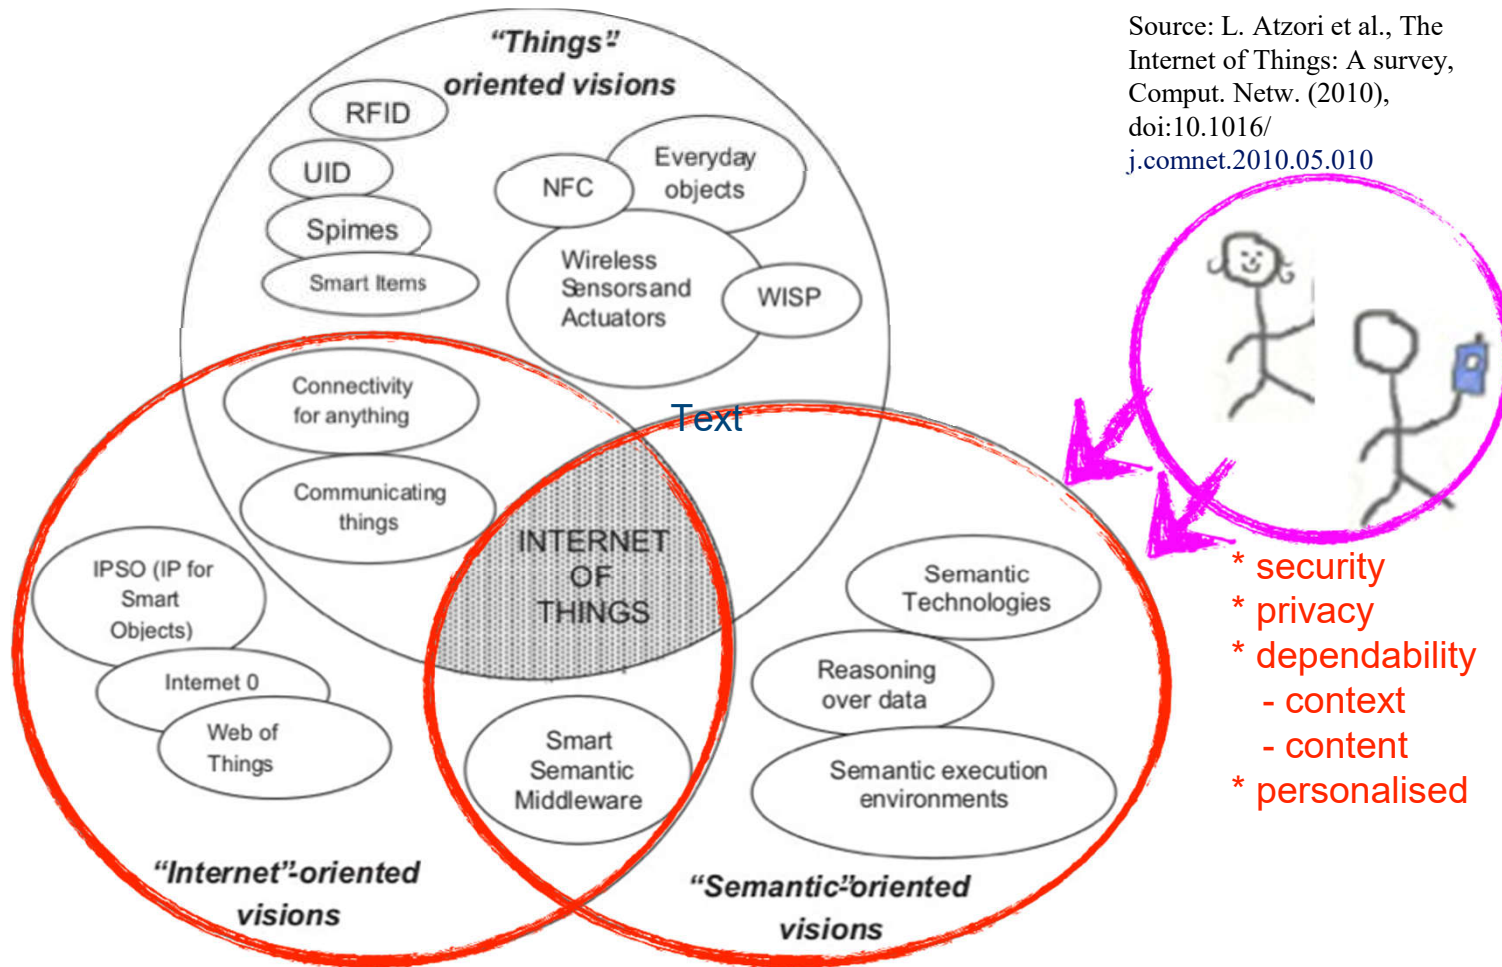 “Things”-
oriented visions
RFID
UID
Spimes
Smart Items
NFC
Everyday
objects
Wireless
Sensors and
Actuators
WISP
Connectivity
for anything
Communicating
things
Text
INTERNET
OF
THINGS
IPSO (IP for
Smart
Objects)
Internet 0
Web of
Things
Smart
Semantic
Middleware
Semantic
Technologies
Reasoning
over data
Semantic execution
environments
“Internet”-oriented
visions
“Semantic”-oriented
visions
Source: L. Atzori et al., The
Internet of Things: A survey,
Comput. Netw. (2010),
doi:10.1016/
j.comnet.2010.05.010
* security
* privacy
* dependability
- context
- content
* personalised